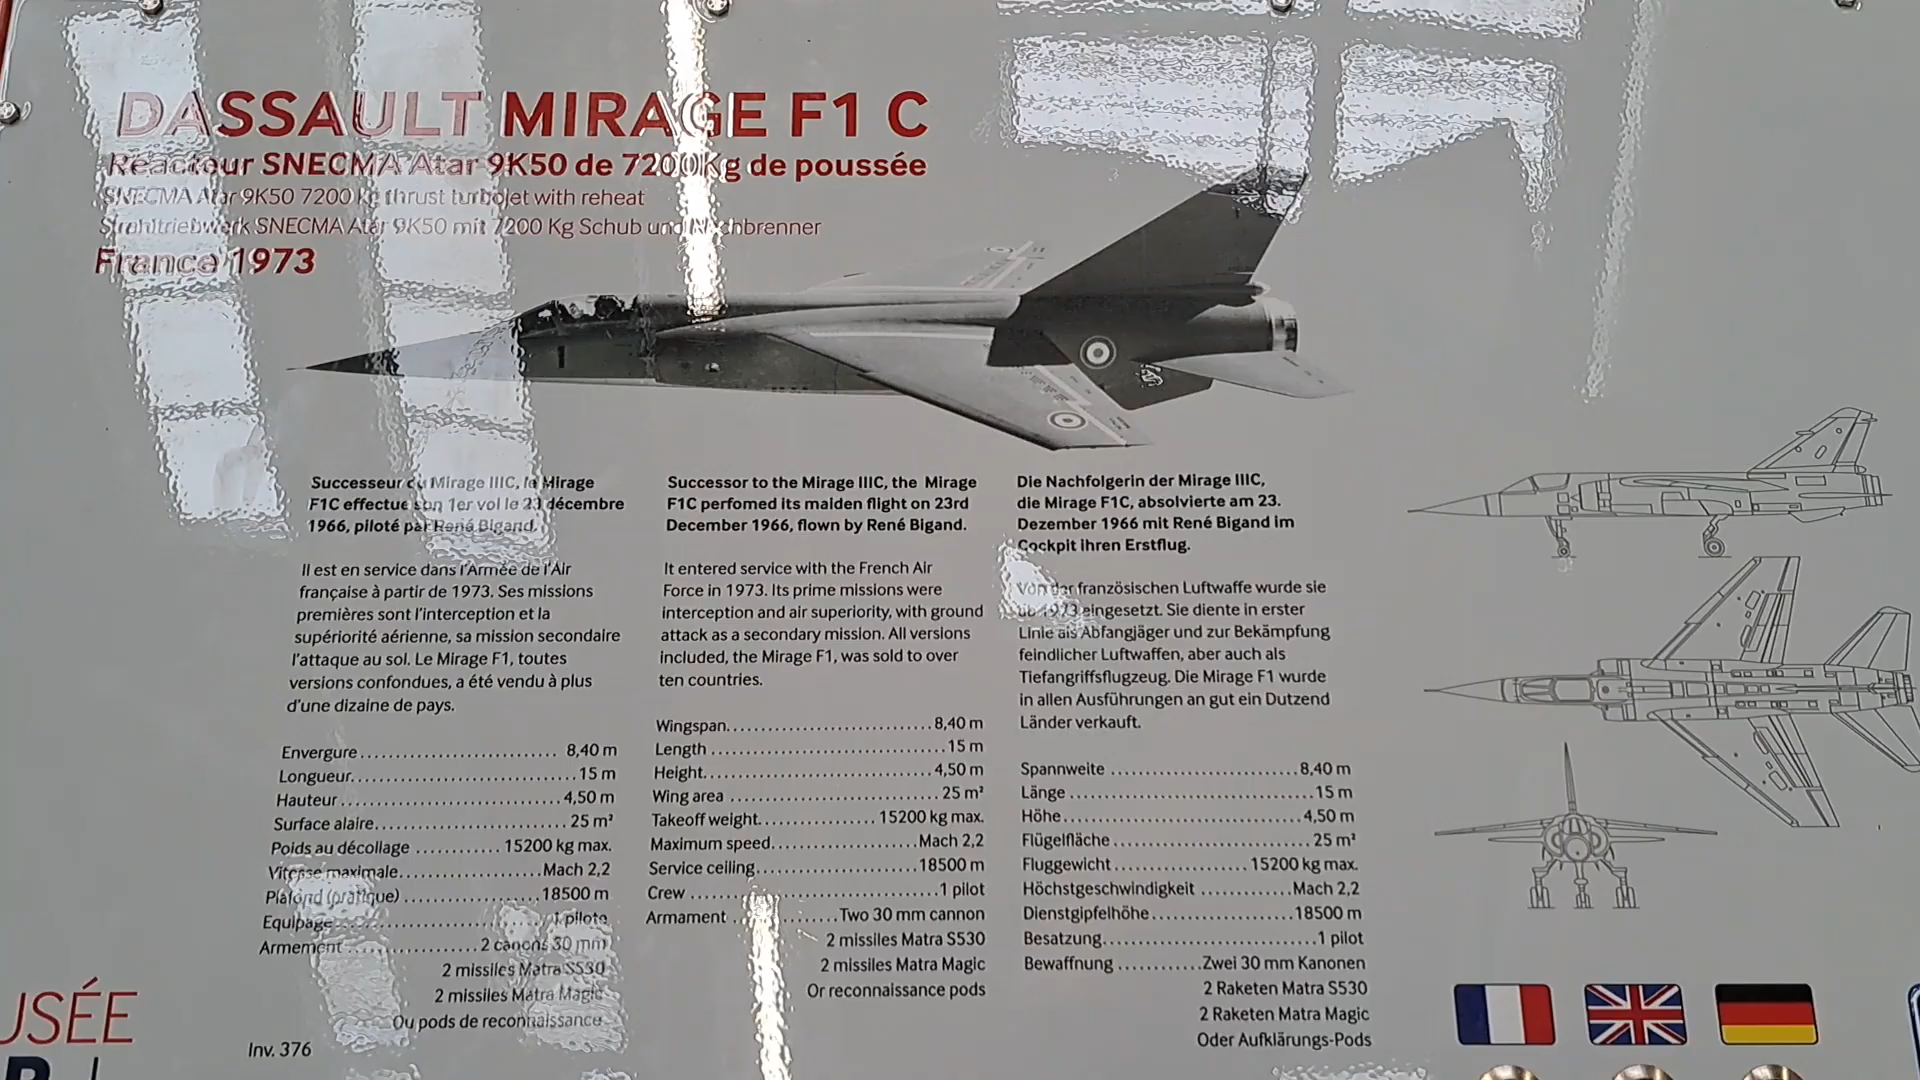 DASSAULT MIRAGE F1 C
Réacteur SNECMA Atar 9K50 de 7200Kg de poussée
SNECMA Atar 9K50 7200 kg thrust turbojet with reheat
Strahltriebwerk SNECMA Atar 9K50 mit 7200 Kg Schub und Nachbrenner
France 1973
Successeur du Mirage IIIC, le Mirage
F1C effectue son 1er vol le 23 décembre
1966, piloté par René Bigand.
Il est en service dans l'Armée de l'Air
française à partir de 1973. Ses missions
premières sont l'interception et la
supériorité aérienne, sa mission secondaire
l'attaque au sol. Le Mirage F1, toutes
versions confondues, a été vendu à plus
d'une dizaine de pays.
Envergure........................ 8,40 m
Longueur.........................15 m
Hauteur..........................4,50 m
Surface alaire......................25 m²
Poids au décollage ............15200 kg max.
Vitesse maximale.................Mach 2,2
Plafond (pratique) .................18500 m
Equipage..........................1 pilote
Armement.................2 canons 30 mm
2 missiles Matra S530
2 missiles Matra Magic
Ou pods de reconnaissance
Inv. 376
Successor to the Mirage IIIC, the Mirage
F1C perfomed its maiden flight on 23rd
December 1966, flown by René Bigand.
It entered service with the French Air
Force in 1973. Its prime missions were
interception and air superiority, with ground
attack as a secondary mission. All versions
included, the Mirage F1, was sold to over
ten countries.
Wingspan.........................8,40 m
Length............................15 m
Height...........................4,50 m
Wing area ..........................25 m²
Takeoff weight...............15200 kg max.
Maximum speed..................Mach 2,2
Service ceiling...................18500 m
Crew.............................1 pilot
Armament ............Two 30 mm cannon
2 missiles Matra S530
2 missiles Matra Magic
Or reconnaissance pods
Die Nachfolgerin der Mirage IIIC,
die Mirage F1C, absolvierte am 23.
Dezember 1966 mit René Bigand im
Cockpit ihren Erstflug.
Von der französischen Luftwaffe wurde sie
ab 1973 eingesetzt. Sie diente in erster
Linie als Abfangjäger und zur Bekämpfung
feindlicher Luftwaffen, aber auch als
Tiefangriffsflugzeug. Die Mirage F1 wurde
in allen Ausführungen an gut ein Dutzend
Länder verkauft.
Spannweite .......................8,40 m
Länge.............................15 m
Höhe.............................4,50 m
Flügelfläche.......................25 m²
Fluggewicht .................15200 kg max.
Höchstgeschwindigkeit ...........Mach 2,2
Dienstgipfelhöhe.................18500 m
Besatzung.........................1 pilot
Bewaffnung ..........Zwei 30 mm Kanonen
2 Raketen Matra S530
2 Raketen Matra Magic
Oder Aufklärungs-Pods
USÉE